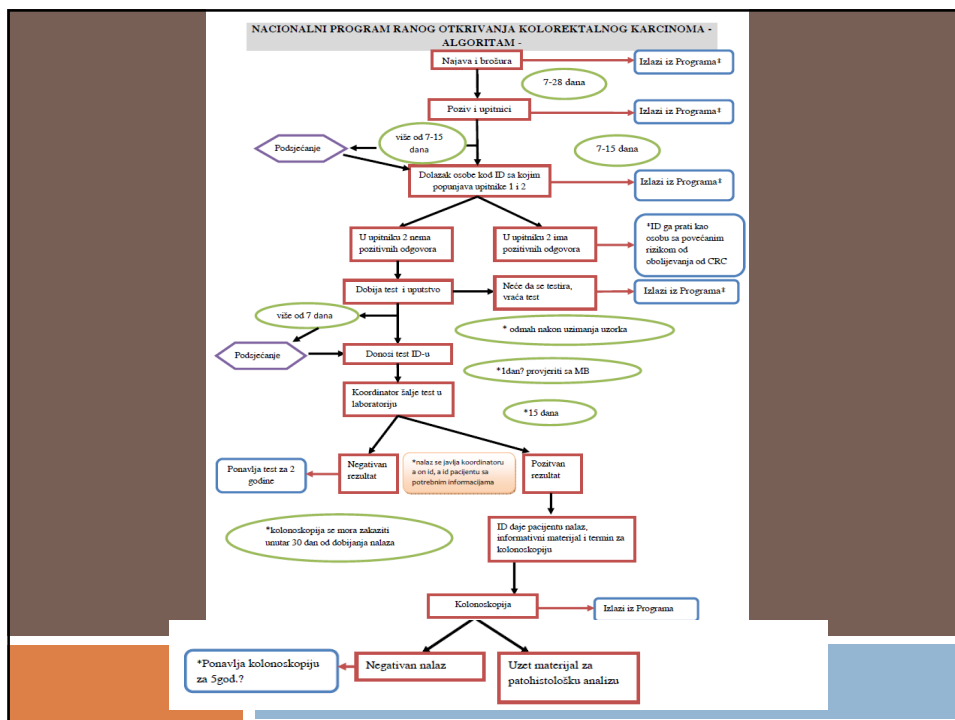 NACIONALNI PROGRAM RANOG OTKRIVANJA KOLOREKTALNOG KARCINOMA -
ALGORITAM -
Najava i brošura
Izlazi iz Programa*
7-28 dana
Poziv i upitnici
Izlazi iz Programa*
više od 7-15
dana
Podsjećanje
7-15 dana
Dolazak osobe kod ID sa kojim
popunjava upitnike 1 i 2
Izlazi iz Programa*
U upitniku 2 nema
pozitivnih odgovora
U upitniku 2 ima
pozitivnih odgovora
*ID ga prati kao
osobu sa povećanim
rizikom od
obolijevanja od CRC
Dobija test i uputstvo
Neće da se testira,
vraća test
Izlazi iz Programa*
više od 7 dana
* odmah nakon uzimanja uzorka
Podsjećanje
Donosi test ID-u
*1dan? provjeriti sa MB
Koordinator šalje test u
laboratoriju
*15 dana
Ponavlja test za 2
godine
Negativan
rezultat
*nalaz se javlja koordinatoru
a on id, a id pacijentu sa
potrebnim informacijama
Pozitvan
rezultat
*kolonoskopija se mora zakaziti
unutar 30 dan od dobijanja nalaza
ID daje pacijentu nalaz,
informativni materijal i termin za
kolonoskopiju
Kolonoskopija
Izlazi iz Programa
*Ponavlja kolonoskopiju
za 5god.?
Negativan nalaz
Uzet materijal za
patohistološku analizu